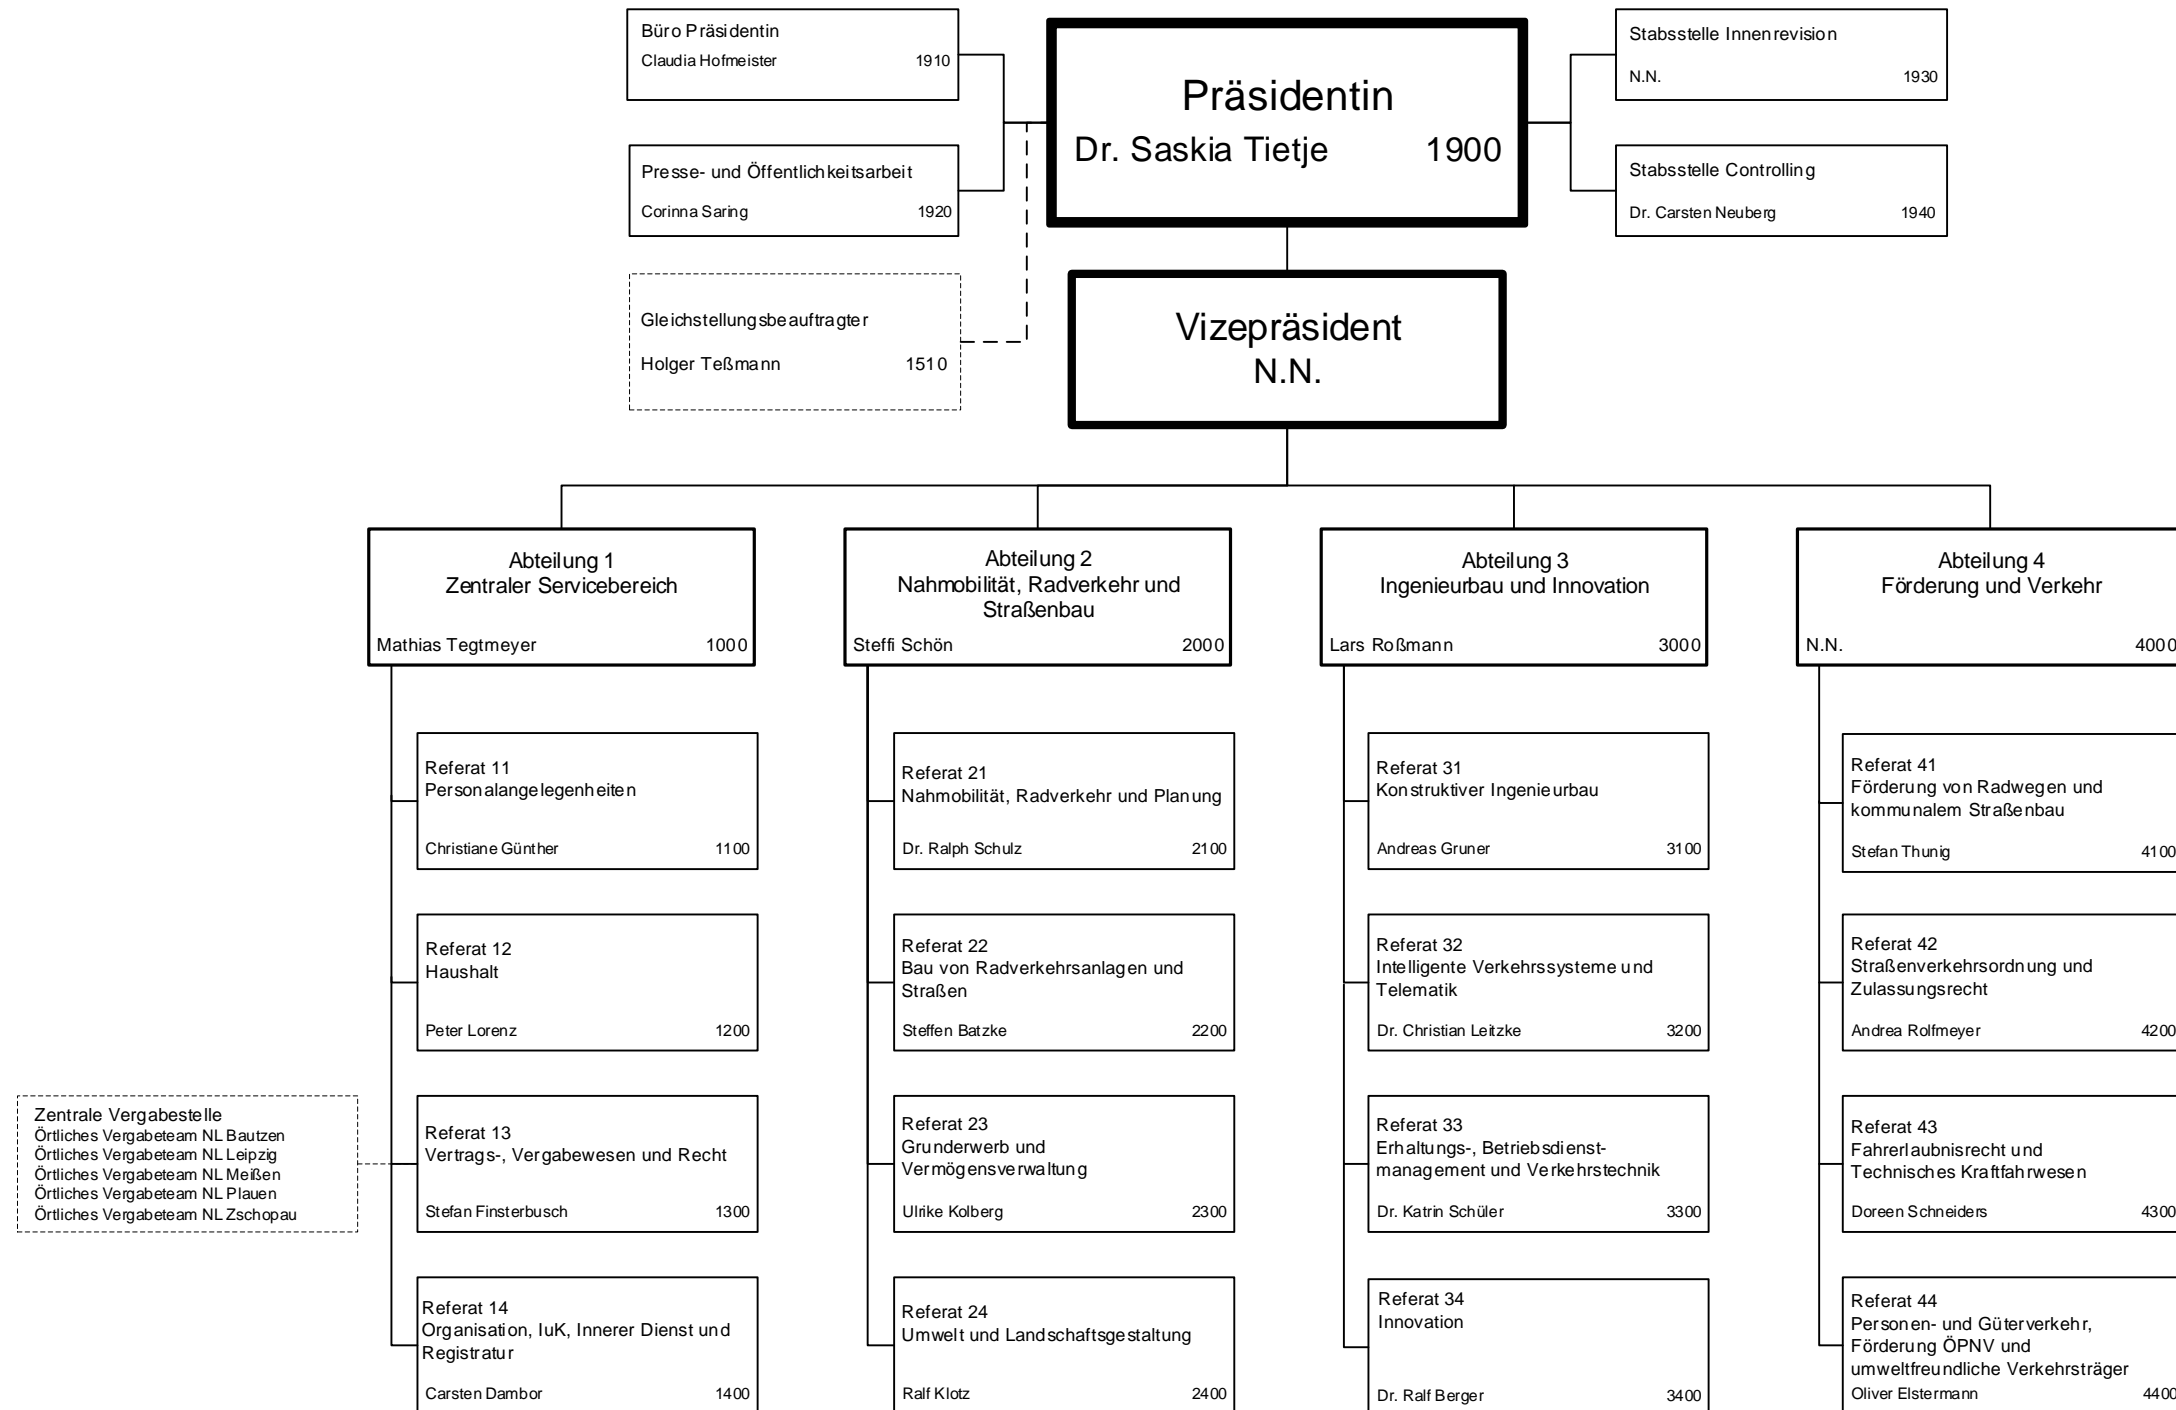 Büro Präsidentin
Claudia Hofmeister 1910
Presse- und Öffentlichkeitsarbeit
Corinna Saring 1920
Gleichstellungsbeauftragter
Holger Teßmann 1510
Präsidentin
Dr. Saskia Tietje 1900
Stabsstelle Innenrevision
N.N. 1930
Stabsstelle Controlling
Dr. Carsten Neuberg 1940
Vizepräsident
N.N.
Abteilung 1
Zentraler Servicebereich
Mathias Tegtmeyer 1000
Referat 11
Personalangelegenheiten
Christiane Günther 1100
Referat 12
Haushalt
Peter Lorenz 1200
Zentrale Vergabestelle
Örtliches Vergabeteam NL Bautzen
Örtliches Vergabeteam NL Leipzig
Örtliches Vergabeteam NL Meißen
Örtliches Vergabeteam NL Plauen
Örtliches Vergabeteam NL Zschopau
Referat 13
Vertrags-, Vergabewesen und Recht
Stefan Finsterbusch 1300
Referat 14
Organisation, IuK, Innerer Dienst und
Registratur
Carsten Dambor 1400
Abteilung 2
Nahmobilität, Radverkehr und
Straßenbau
Steffi Schön 2000
Referat 21
Nahmobilität, Radverkehr und Planung
Dr. Ralph Schulz 2100
Referat 22
Bau von Radverkehrsanlagen und
Straßen
Steffen Batzke 2200
Referat 23
Grunderwerb und
Vermögensverwaltung
Ulrike Kolberg 2300
Referat 24
Umwelt und Landschaftsgestaltung
Ralf Klotz 2400
Abteilung 3
Ingenieurbau und Innovation
Lars Roßmann 3000
Referat 31
Konstruktiver Ingenieurbau
Andreas Gruner 3100
Referat 32
Intelligente Verkehrssysteme und
Telematik
Dr. Christian Leitzke 3200
Referat 33
Erhaltungs-, Betriebsdienst-
management und Verkehrstechnik
Dr. Katrin Schüler 3300
Referat 34
Innovation
Dr. Ralf Berger 3400
Abteilung 4
Förderung und Verkehr
N.N. 4000
Referat 41
Förderung von Radwegen und
kommunalem Straßenbau
Stefan Thunig 4100
Referat 42
Straßenverkehrsordnung und
Zulassungsrecht
Andrea Rolfmeyer 4200
Referat 43
Fahrerlaubnisrecht und
Technisches Kraftfahrwesen
Doreen Schneiders 4300
Referat 44
Personen- und Güterverkehr,
Förderung ÖPNV und
umweltfreundliche Verkehrsträger
Oliver Elstermann 4400